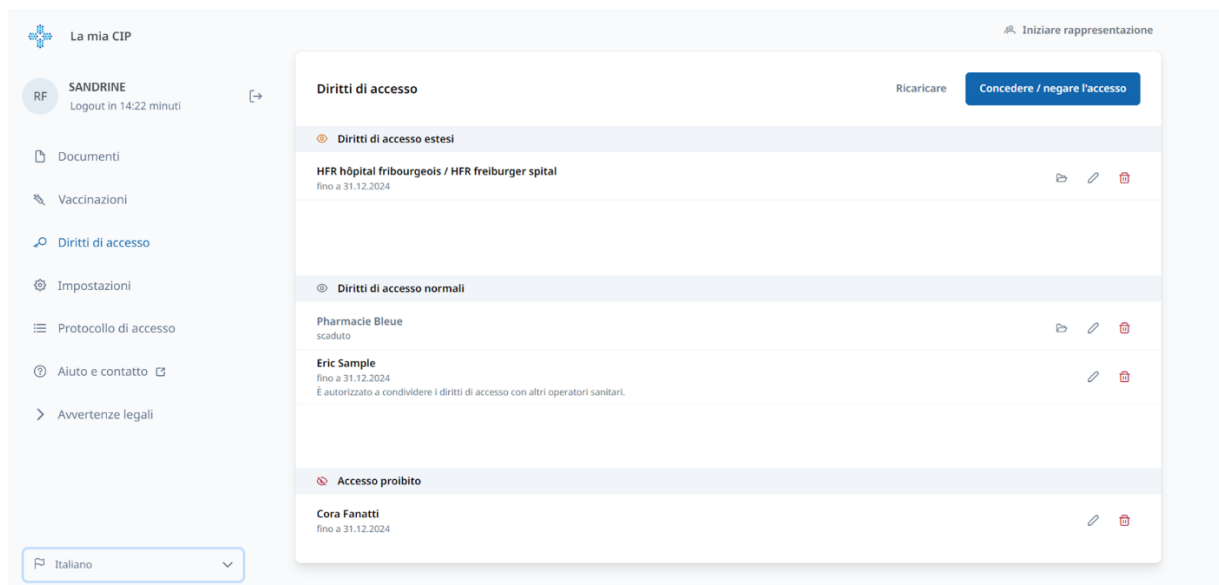 La mia CIP
Iniziare rappresentazione
RF
SANDRINE
Logout in 14:22 minuti
Documenti
Vaccinazioni
Diritti di accesso
Impostazioni
Protocollo di accesso
Aiuto e contatto
Avvertenze legali
Italiano
Diritti di accesso
Ricaricare
Concedere / negare l'accesso
Diritti di accesso estesi
HFR hôpital fribourgeois / HFR freiburger spital
fino a 31.12.2024
Diritti di accesso normali
Pharmacie Bleue
scaduto
Eric Sample
fino a 31.12.2024
È autorizzato a condividere i diritti di accesso con altri operatori sanitari.
Accesso proibito
Cora Fanatti
fino a 31.12.2024